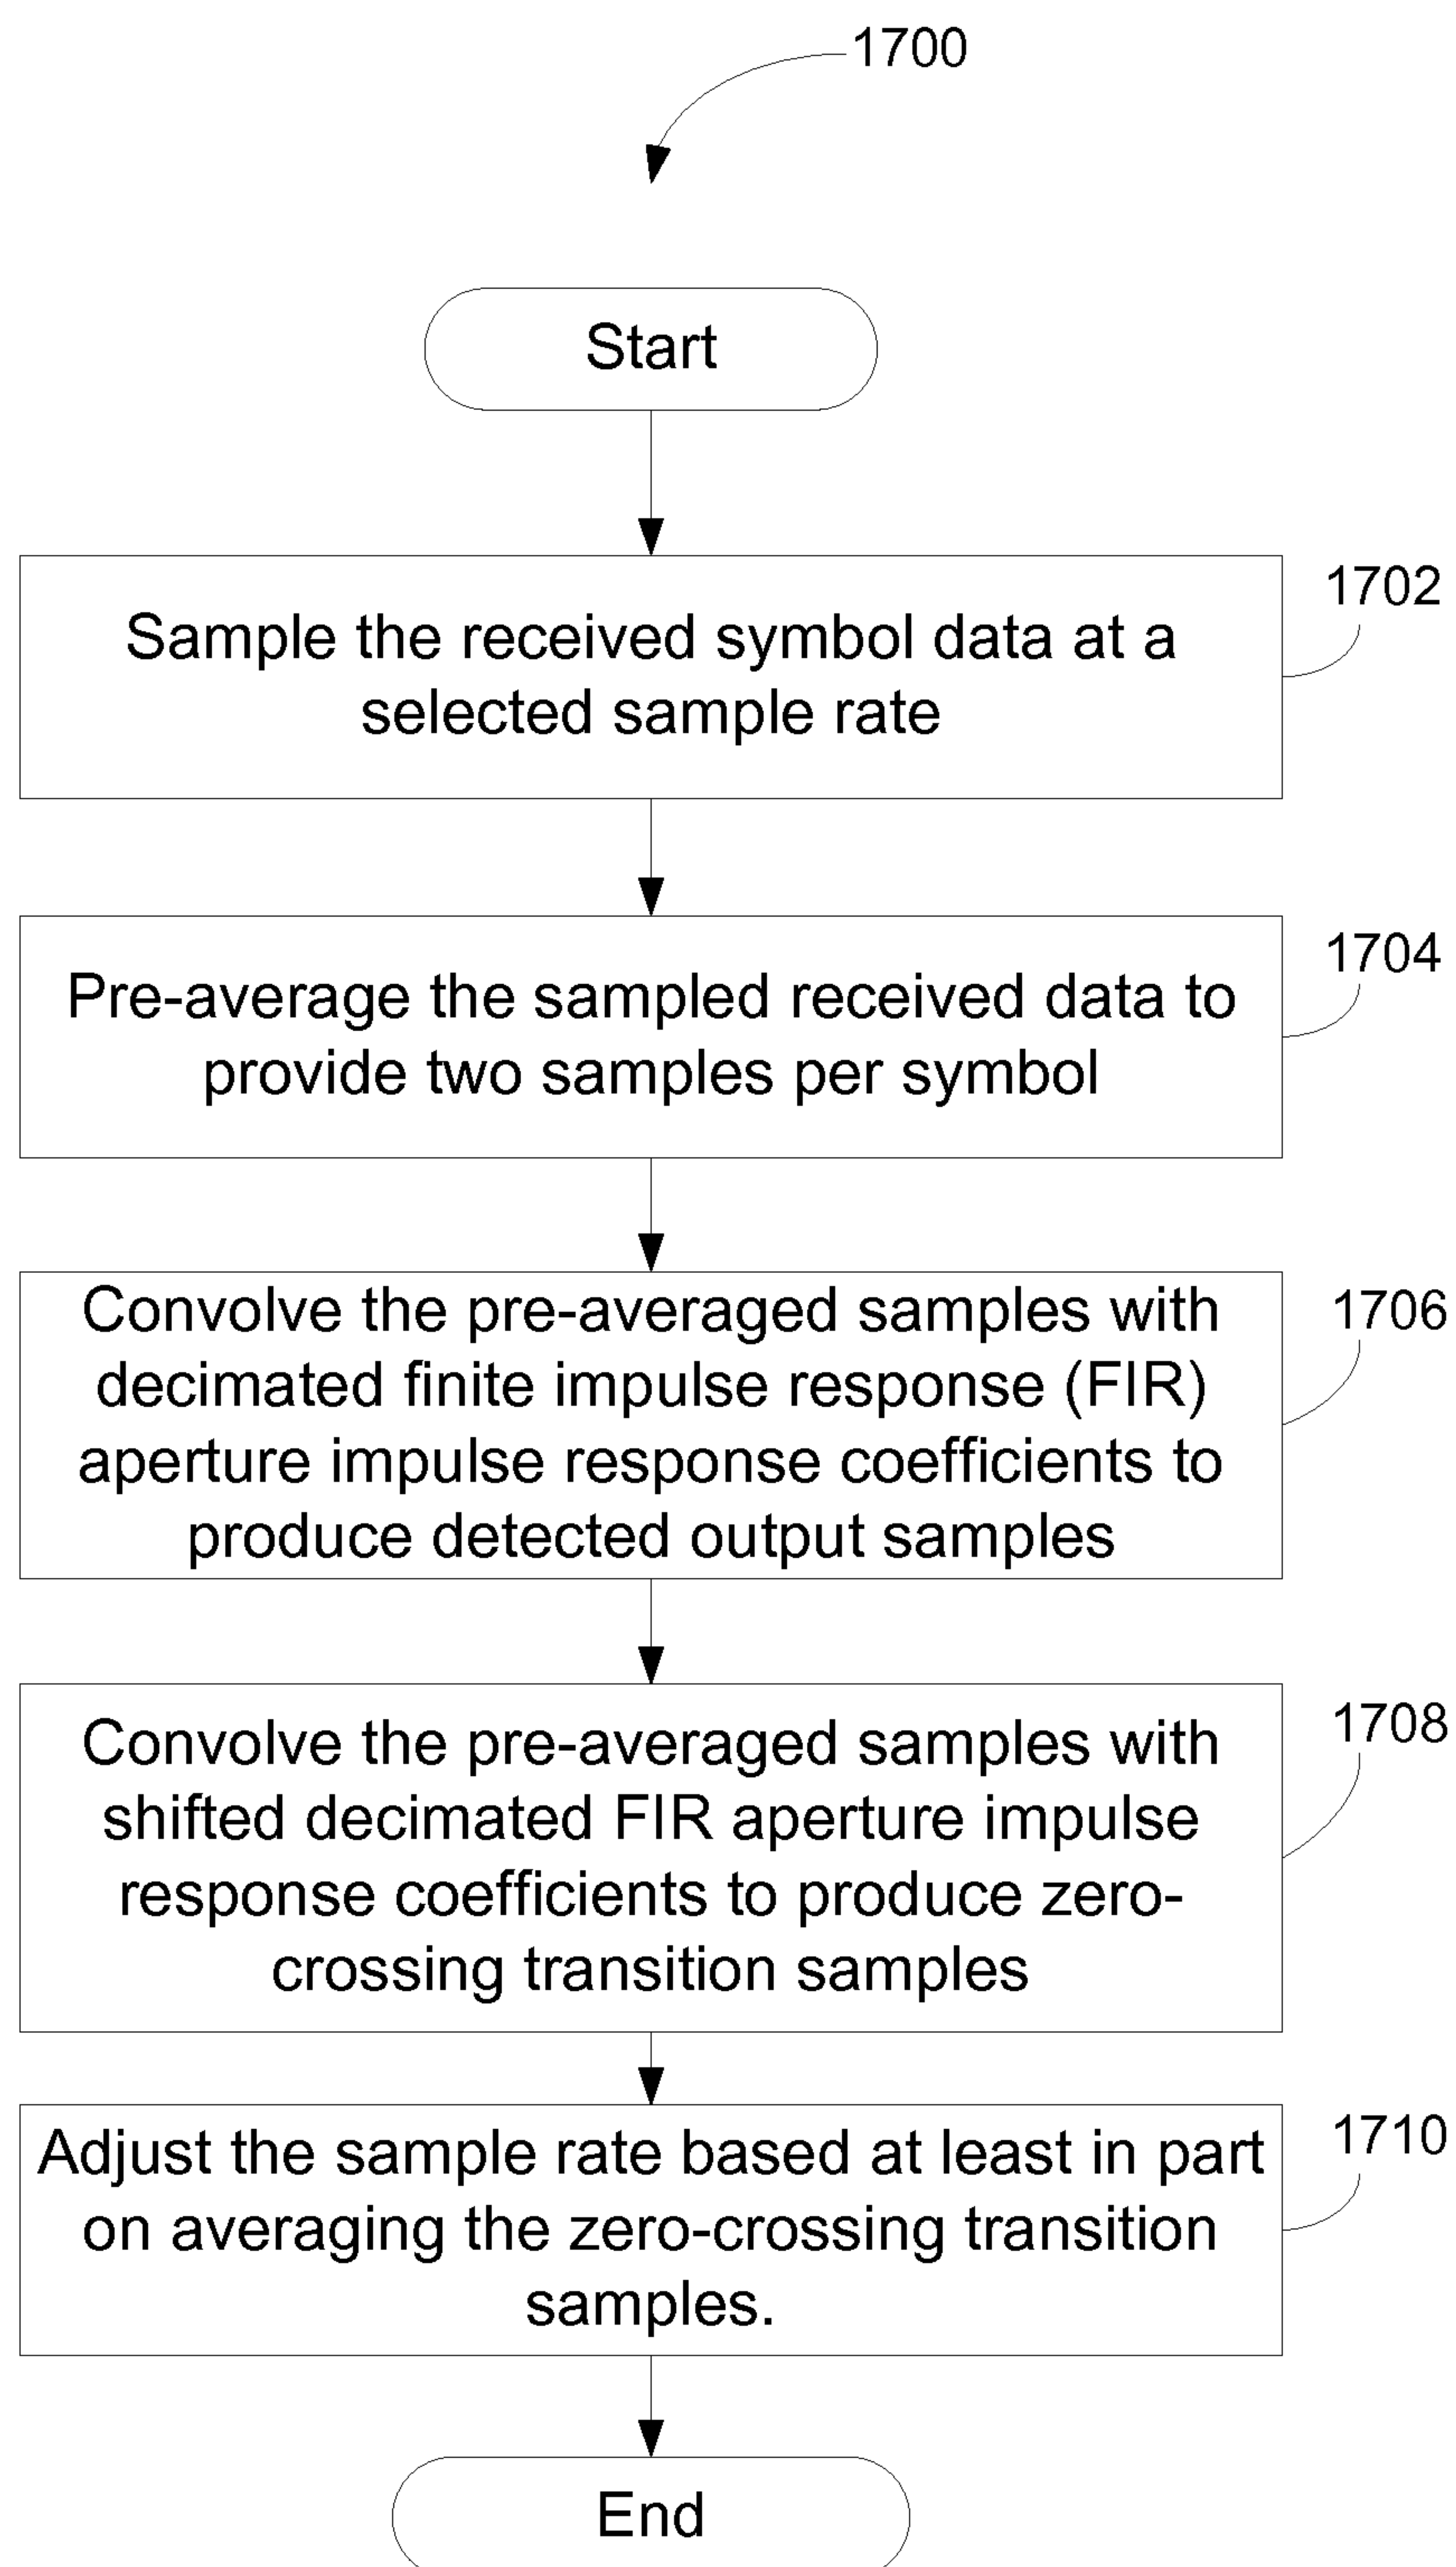 1700
Start
1702
Sample the received symbol data at a
selected sample rate
1704
Pre-average the sampled received data to
provide two samples per symbol
1706
Convolve the pre-averaged samples with
decimated finite impulse response (FIR)
aperture impulse response coefficients to
produce detected output samples
1708
Convolve the pre-averaged samples with
shifted decimated FIR aperture impulse
response coefficients to produce zero-
crossing transition samples
1710
Adjust the sample rate based at least in part
on averaging the zero-crossing transition
samples.
End